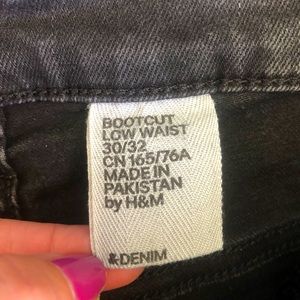 BOOTCUT
LOW WAIST
30/32
CN 165/76A
MADE IN
PAKISTAN
by H&M
&DENIM